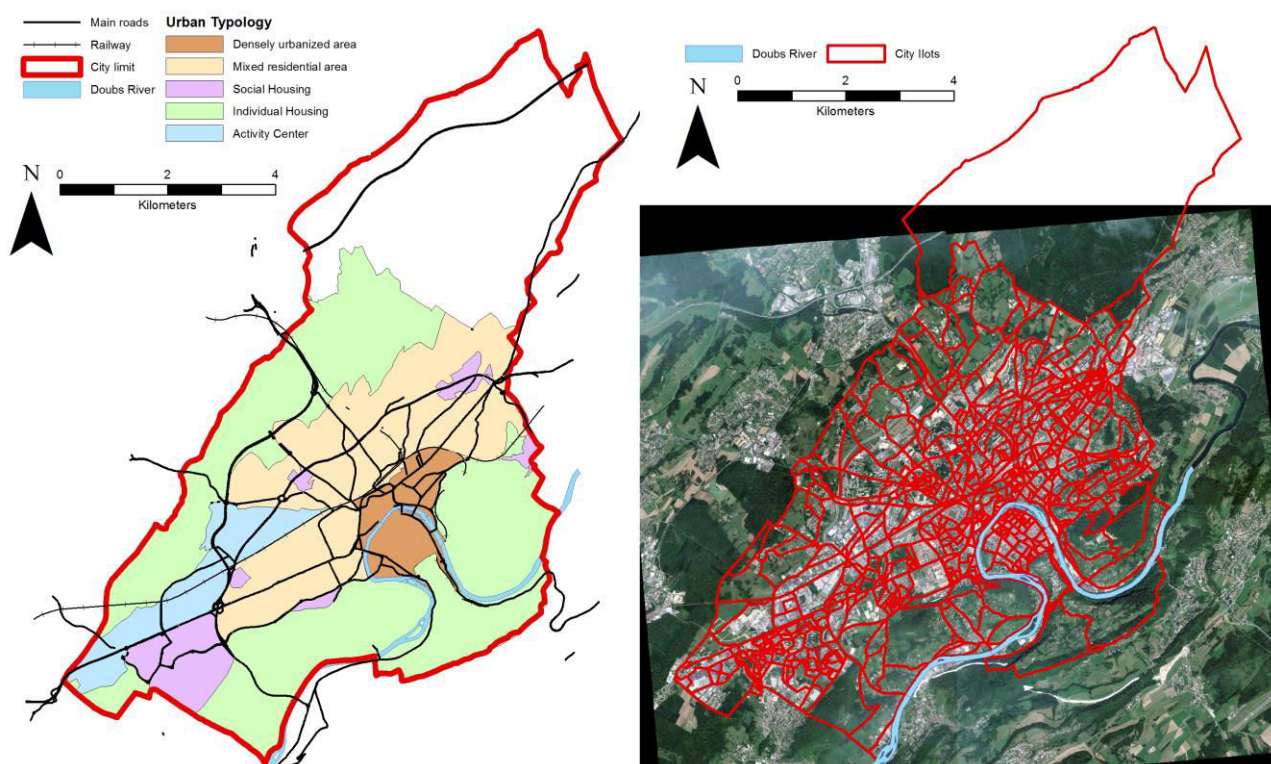 Main roads
Railway
City limit
Doubs River
Urban Typology
Densely urbanized area
Mixed residential area
Social Housing
Individual Housing
Activity Center
N
0 2 4
Kilometers
Doubs River
City Ilots
0 2 4
Kilometers
N